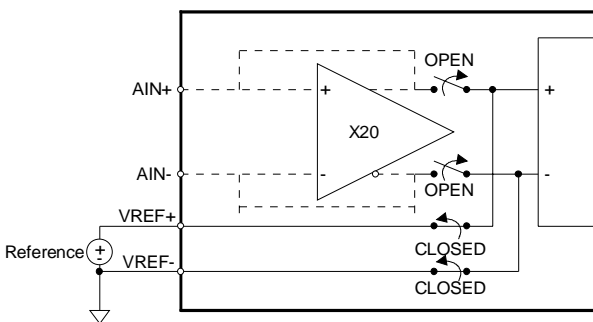 OPEN
AIN+
+
+
X20
AIN-
-
-
OPEN
VREF+
Reference
+
-
CLOSED
VREF-
CLOSED